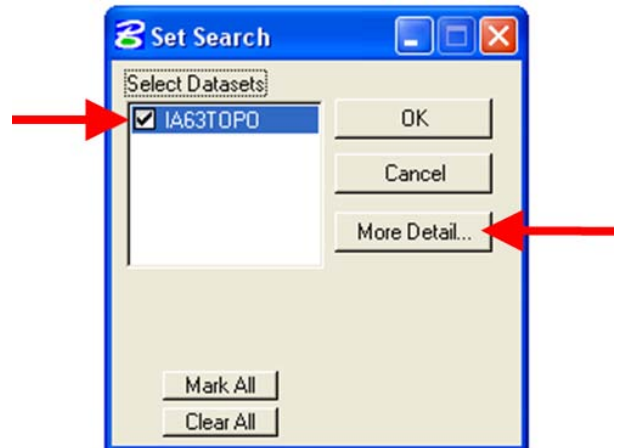 Set Search
Select Datasets
IA63TOPO
OK
Cancel
More Detail...
Mark All
Clear All